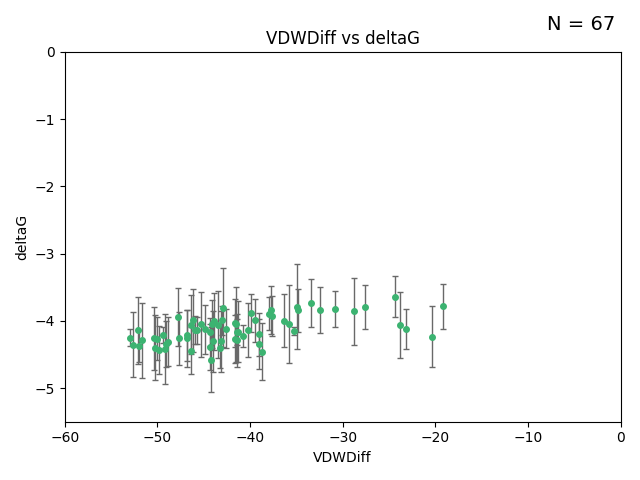 N = 67
VDWDiff vs deltaG
0
−1
−2
−3
−4
−5
deltaG
−60 −50 −40 −30 −20 −10 0
VDWDiff